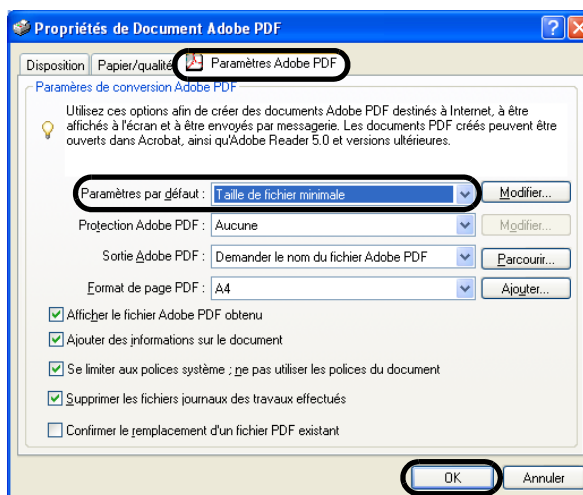 Propriétés de Document Adobe PDF
Disposition
Papier/qualité
Paramètres Adobe PDF
Paramères de conversion Adobe PDF
Utilisez ces options afin de créer des documents Adobe PDF destinés à Internet, à être
affichés à l'écran et à être envoyés par messagerie. Les documents PDF créés peuvent être
ouverts dans Acrobat, ainsi qu'Adobe Reader 5.0 et versions ultérieures.
Paramètres par défaut : Taille de fichier minimale Modifier...
Protection Adobe PDF : Aucune Modifier...
Sortie Adobe PDF : Demander le nom du fichier Adobe PDF Parcourir...
Format de page PDF : A4 Ajouter...
Afficher le fichier Adobe PDF obtenu
Ajouter des informations sur le document
Se limiter aux polices système ; ne pas utiliser les polices du document
Supprimer les fichiers journaux des travaux effectués
Confirmer le remplacement d'un fichier PDF existant
OK Annuler